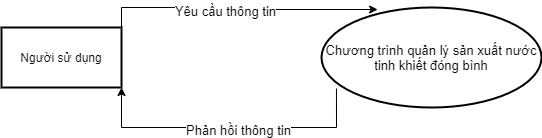 Yêu cầu thông tin
Người sử dụng
Chương trình quản lý sản xuất nước
tinh khiết đóng bình
Phản hồi thông tin